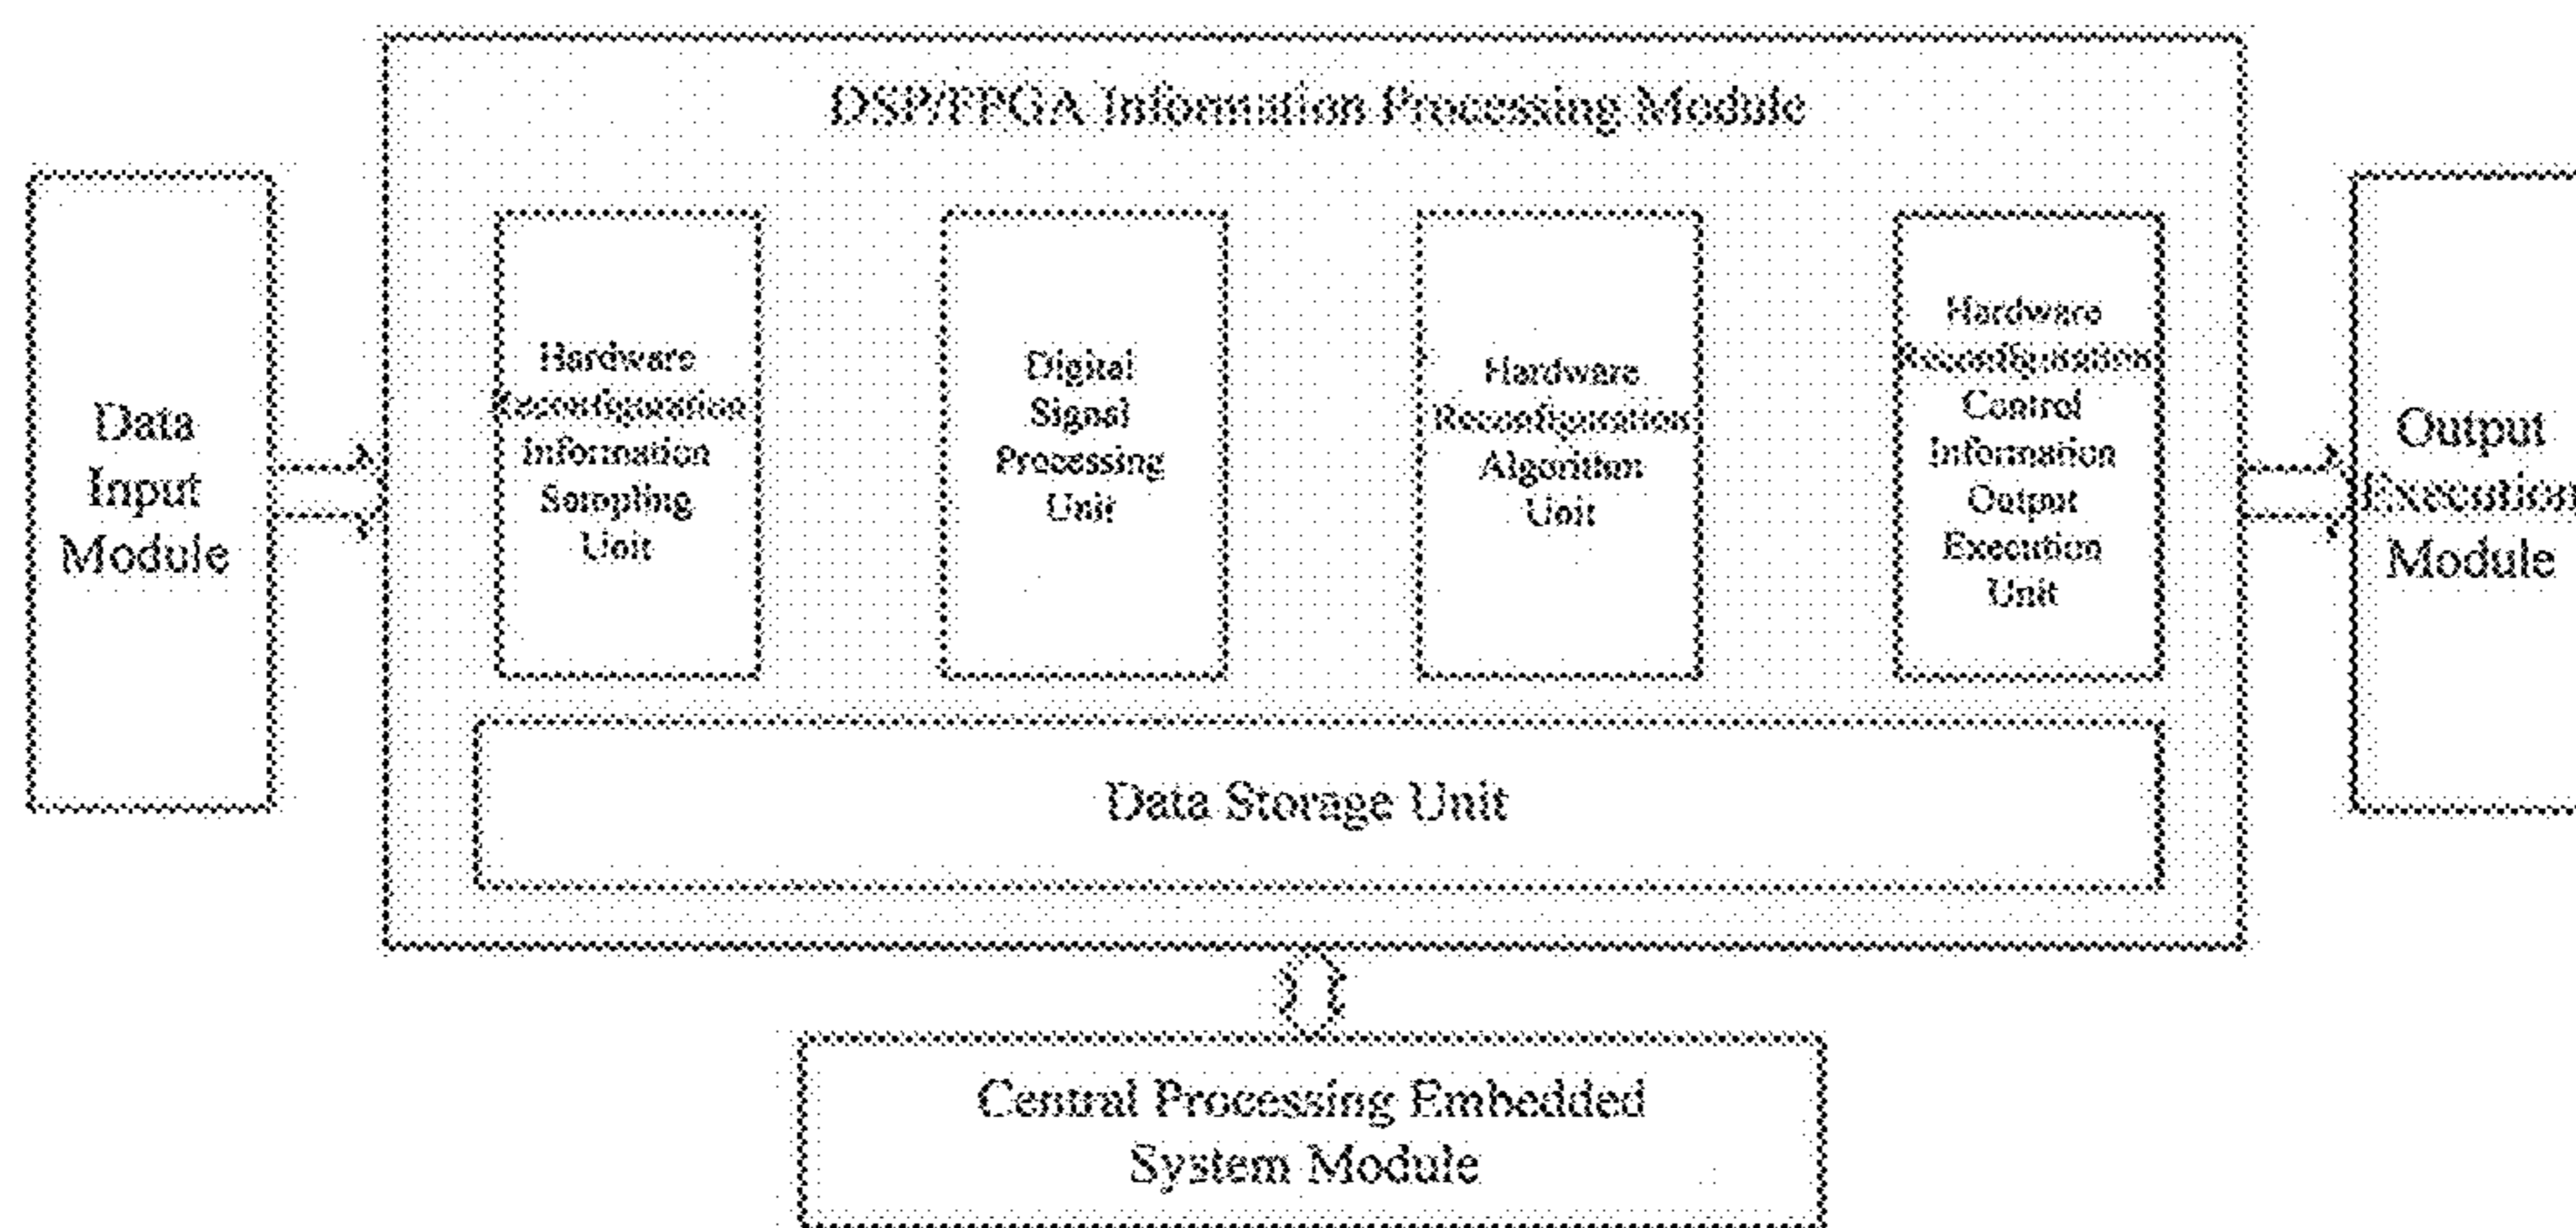 DSP/FPGA Information Processing Module
Data
Input
Module
Hardware
Reconfiguration
Information
Sampling
Unit
Digital
Signal
Processing
Unit
Hardware
Reconfiguration
Algorithm
Unit
Hardware
Reconfiguration
Control
Information
Output
Execution
Unit
Output
Execution
Module
Data Storage Unit
Central Processing Embedded
System Module